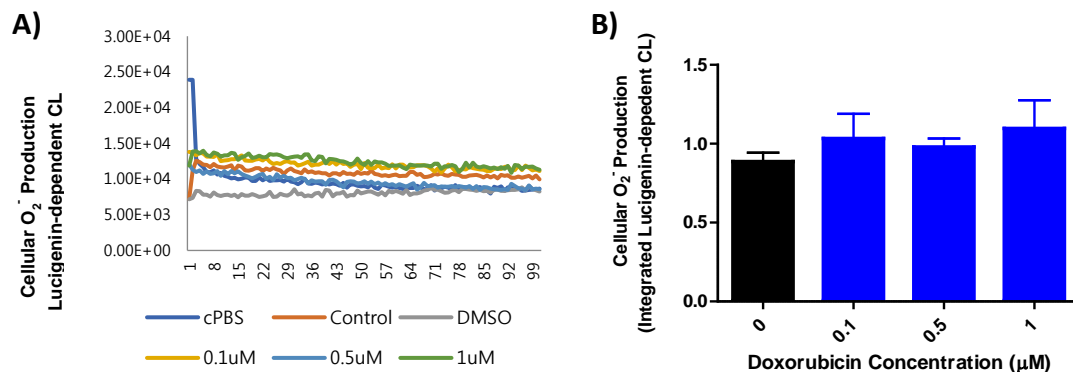 A)
Cellular O2- Production
Lucigenin-dependent CL
3.00E+04
2.50E+04
2.00E+04
1.50E+04
1.00E+04
5.00E+03
0.00E+00
1 8 15 22 29 36 43 50 57 64 71 78 85 92 99
cPBS Control DMSO
0.1uM 0.5uM 1uM
B)
Cellular O2- Production
(Integrated Lucigenin-depedent CL)
1.5
1.0
0.5
0.0
0 0.1 0.5 1
Doxorubicin Concentration (μM)